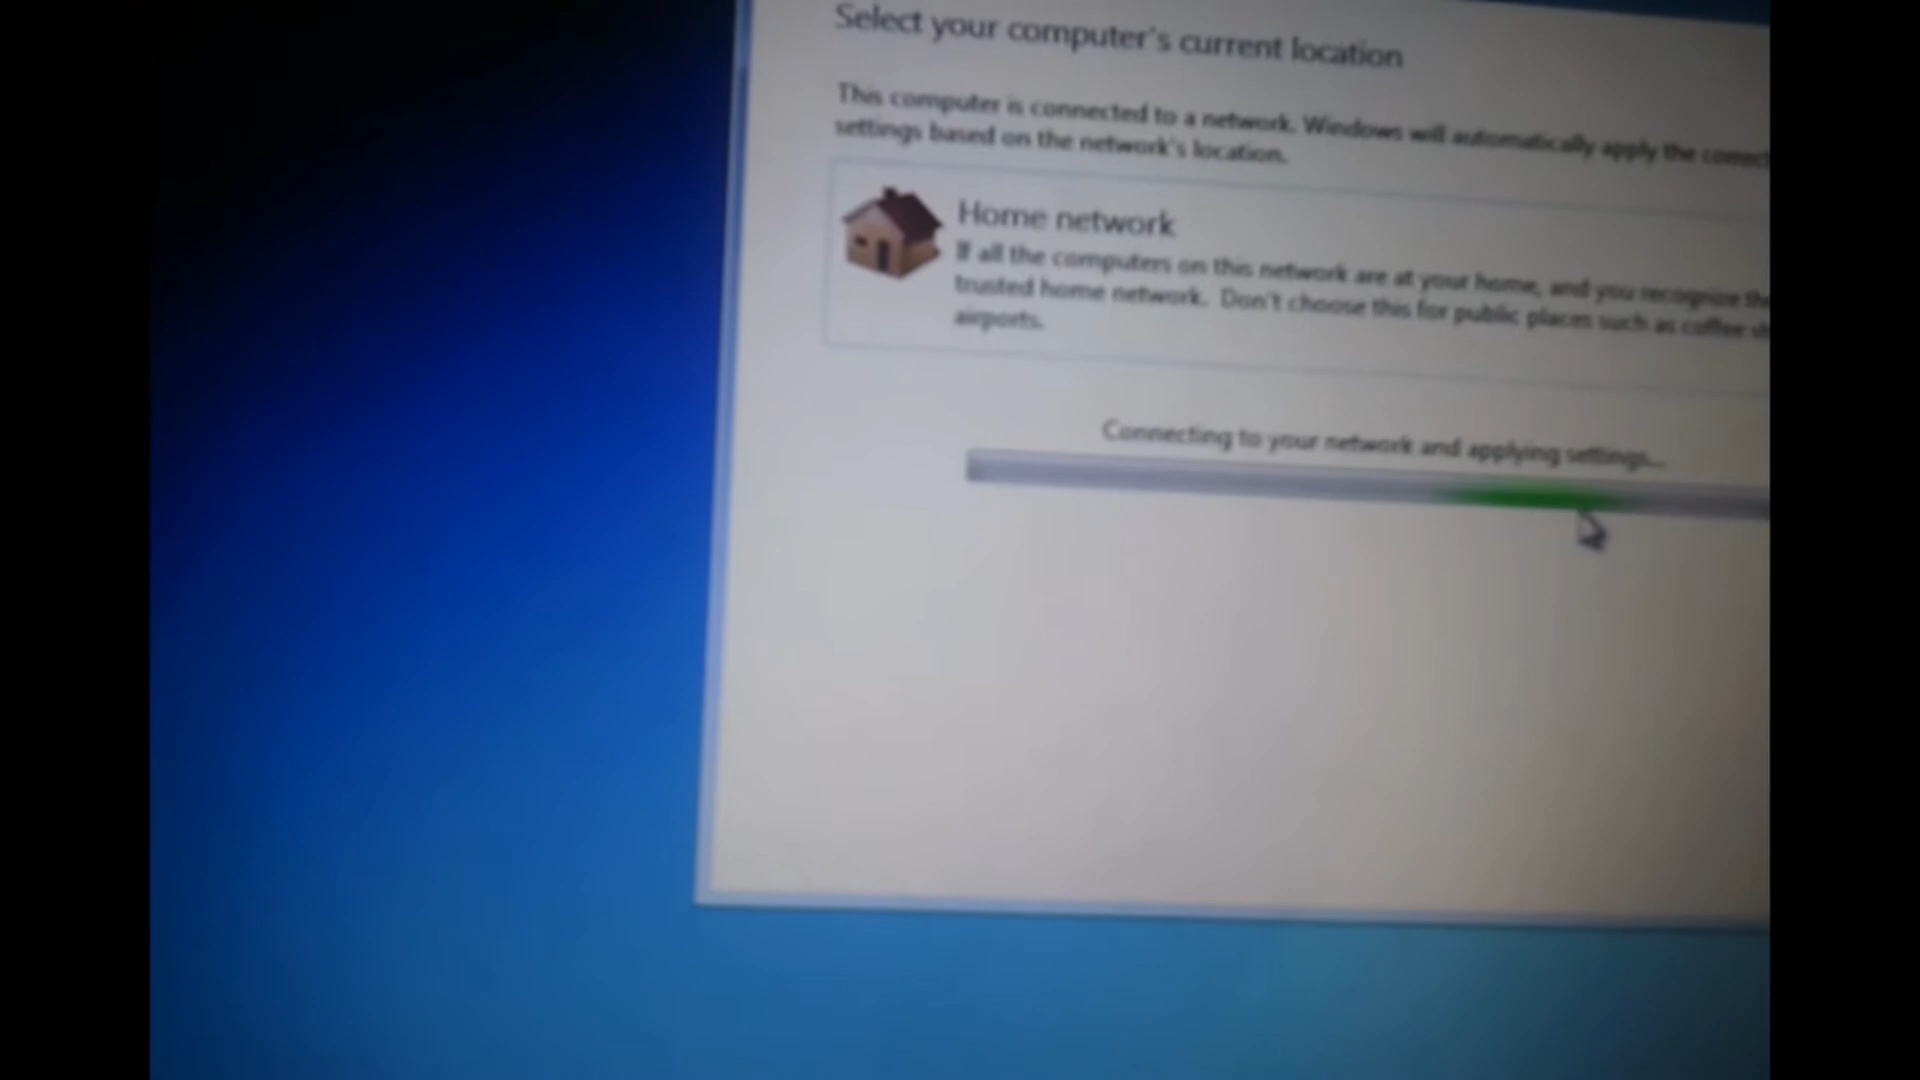 Select your computer's current location
This computer is connected to a network. Windows will automatically apply the correct
settings based on the network's location.
Home network
If all the computers on this network are at your home, and you recognize
trusted home network. Don't choose this for public places such as coffee
airports.
Connecting to your network and applying settings...